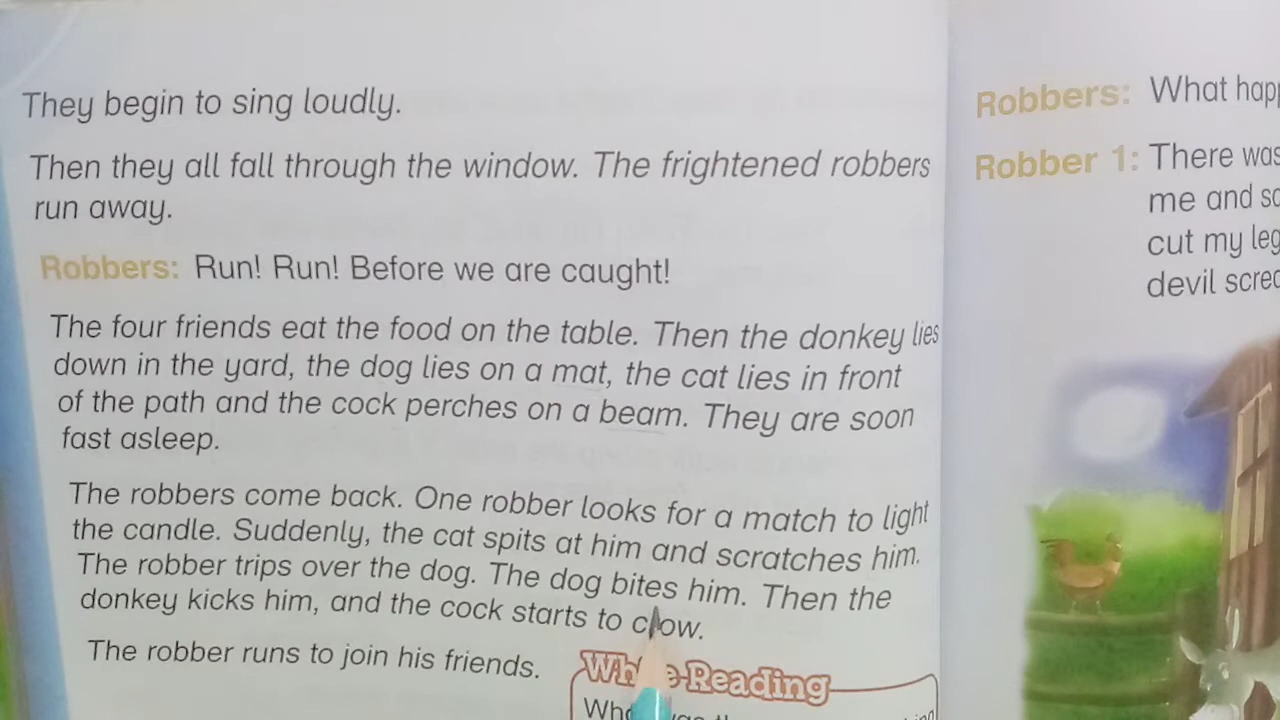 They begin to sing loudly.
Then they all fall through the window. The frightened robbers
run away.
Robbers: Run! Run! Before we are caught!
The four friends eat the food on the table. Then the donkey lies
down in the yard, the dog lies on a mat, the cat lies in front
of the path and the cock perches on a beam. They are soon
fast asleep.
The robbers come back. One robber looks for a match to light
the candle. Suddenly, the cat spits at him and scratches him.
The robber trips over the dog. The dog bites him. Then the
donkey kicks him, and the cock starts to crow.
The robber runs to join his friends.
While-Reading
Robbers: What
Robber 1: There was
me and
cut my leg
devil